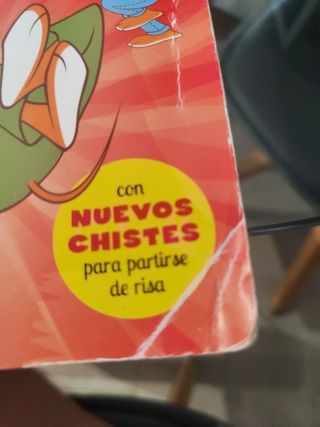 con
NUEVOS
CHISTES
para partirse
de risa